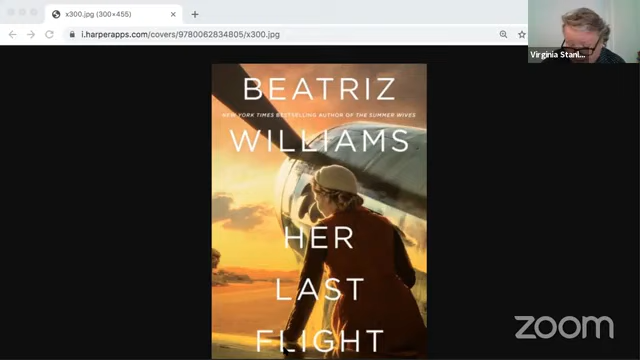 x300.jpg (300×455)
i.harperapps.com/covers/9780062834805/x300.jpg
Virginia Stanl...
BEATRIZ
NEW YORK TIMES BESTSELLING AUTHOR OF THE SUMMER WIVES
WILLIAMS
HER
LAST
FLIGHT
zoom